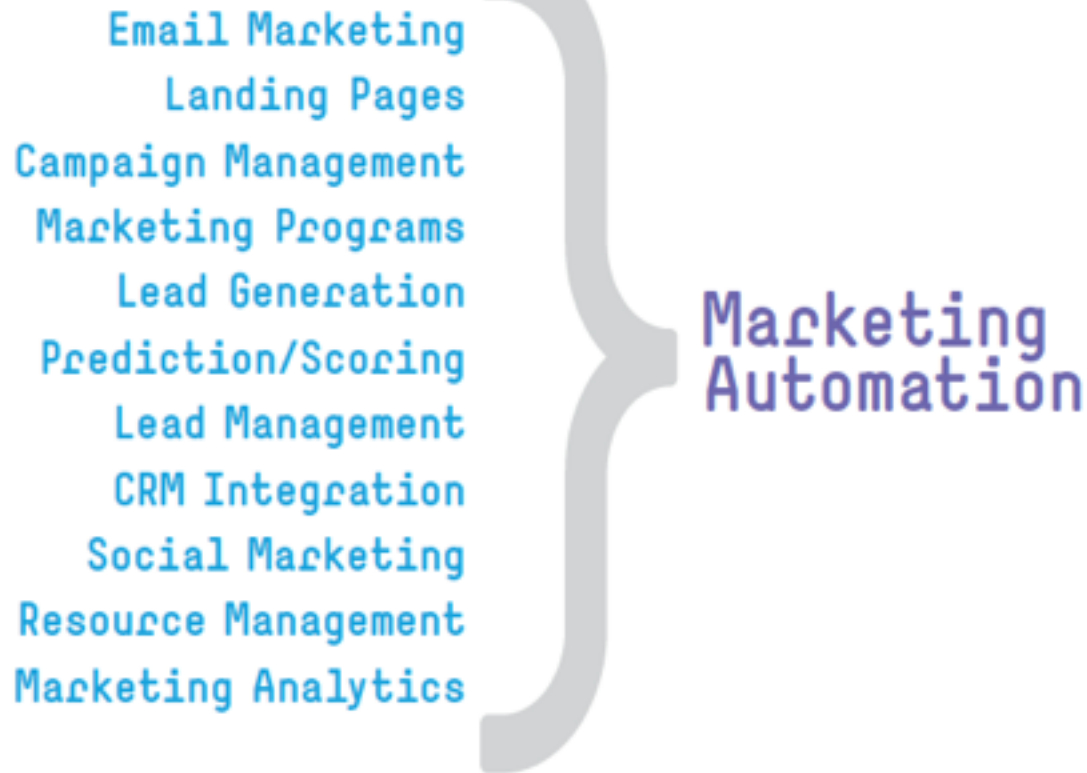 Email Marketing
Landing Pages
Campaign Management
Marketing Programs
Lead Generation
Prediction/Scoring
Lead Management
CRM Integration
Social Marketing
Resource Management
Marketing Analytics
Marketing
Automation